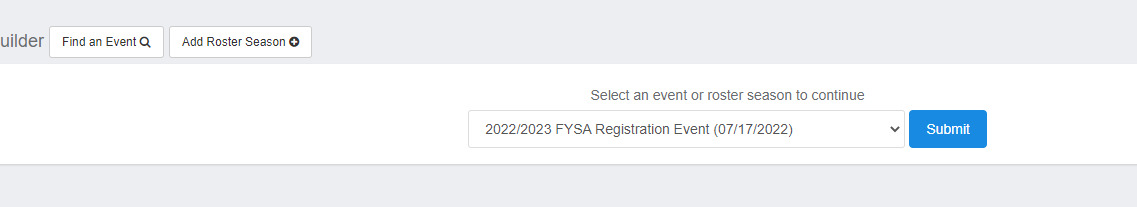 uilder Find an Event Add Roster Season
Select an event or roster season to continue
2022/2023 FYSA Registration Event (07/17/2022) Submit